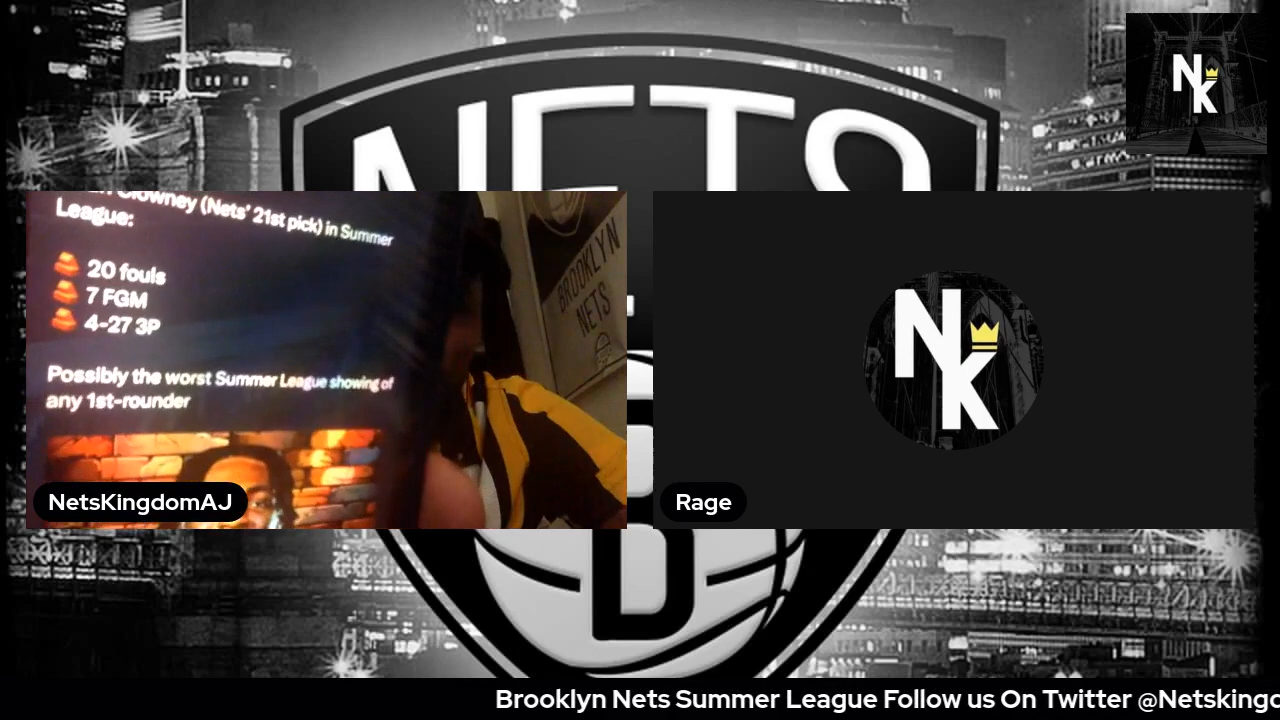 NETS
NK
Clowney (Nets' 21st pick) in Summer
League:
20 fouls
7 FGM
4-27 3P
Possibly the worst Summer League showing of
any 1st-rounder
BROOKLYN
NETS
NetsKingdomAJ
NK
Rage
B
Brooklyn Nets Summer League Follow us On Twitter @Netskingd